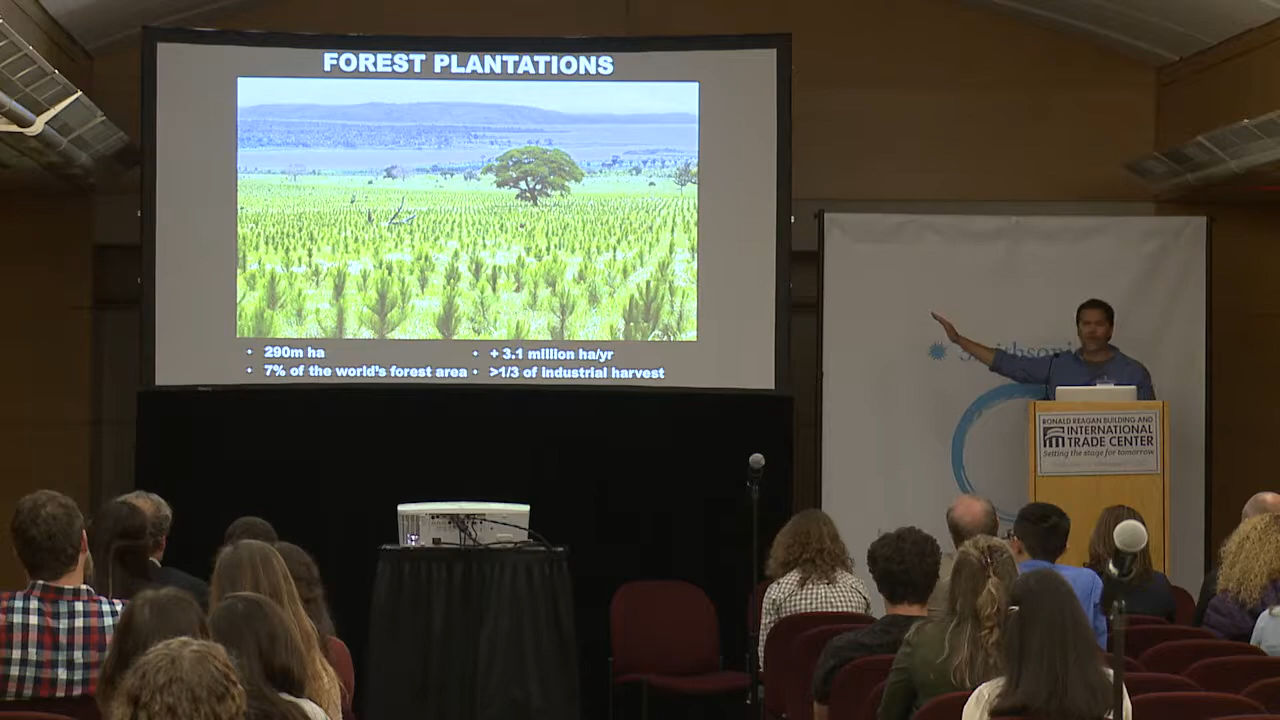 FOREST PLANTATIONS
• 290m ha
• 7% of the world's forest area
• + 3.1 million ha/yr
• >1/3 of industrial harvest
Smithsoni
RONALD REAGAN BUILDING AND
INTERNATIONAL
TRADE CENTER
Setting the stage for tomorrow